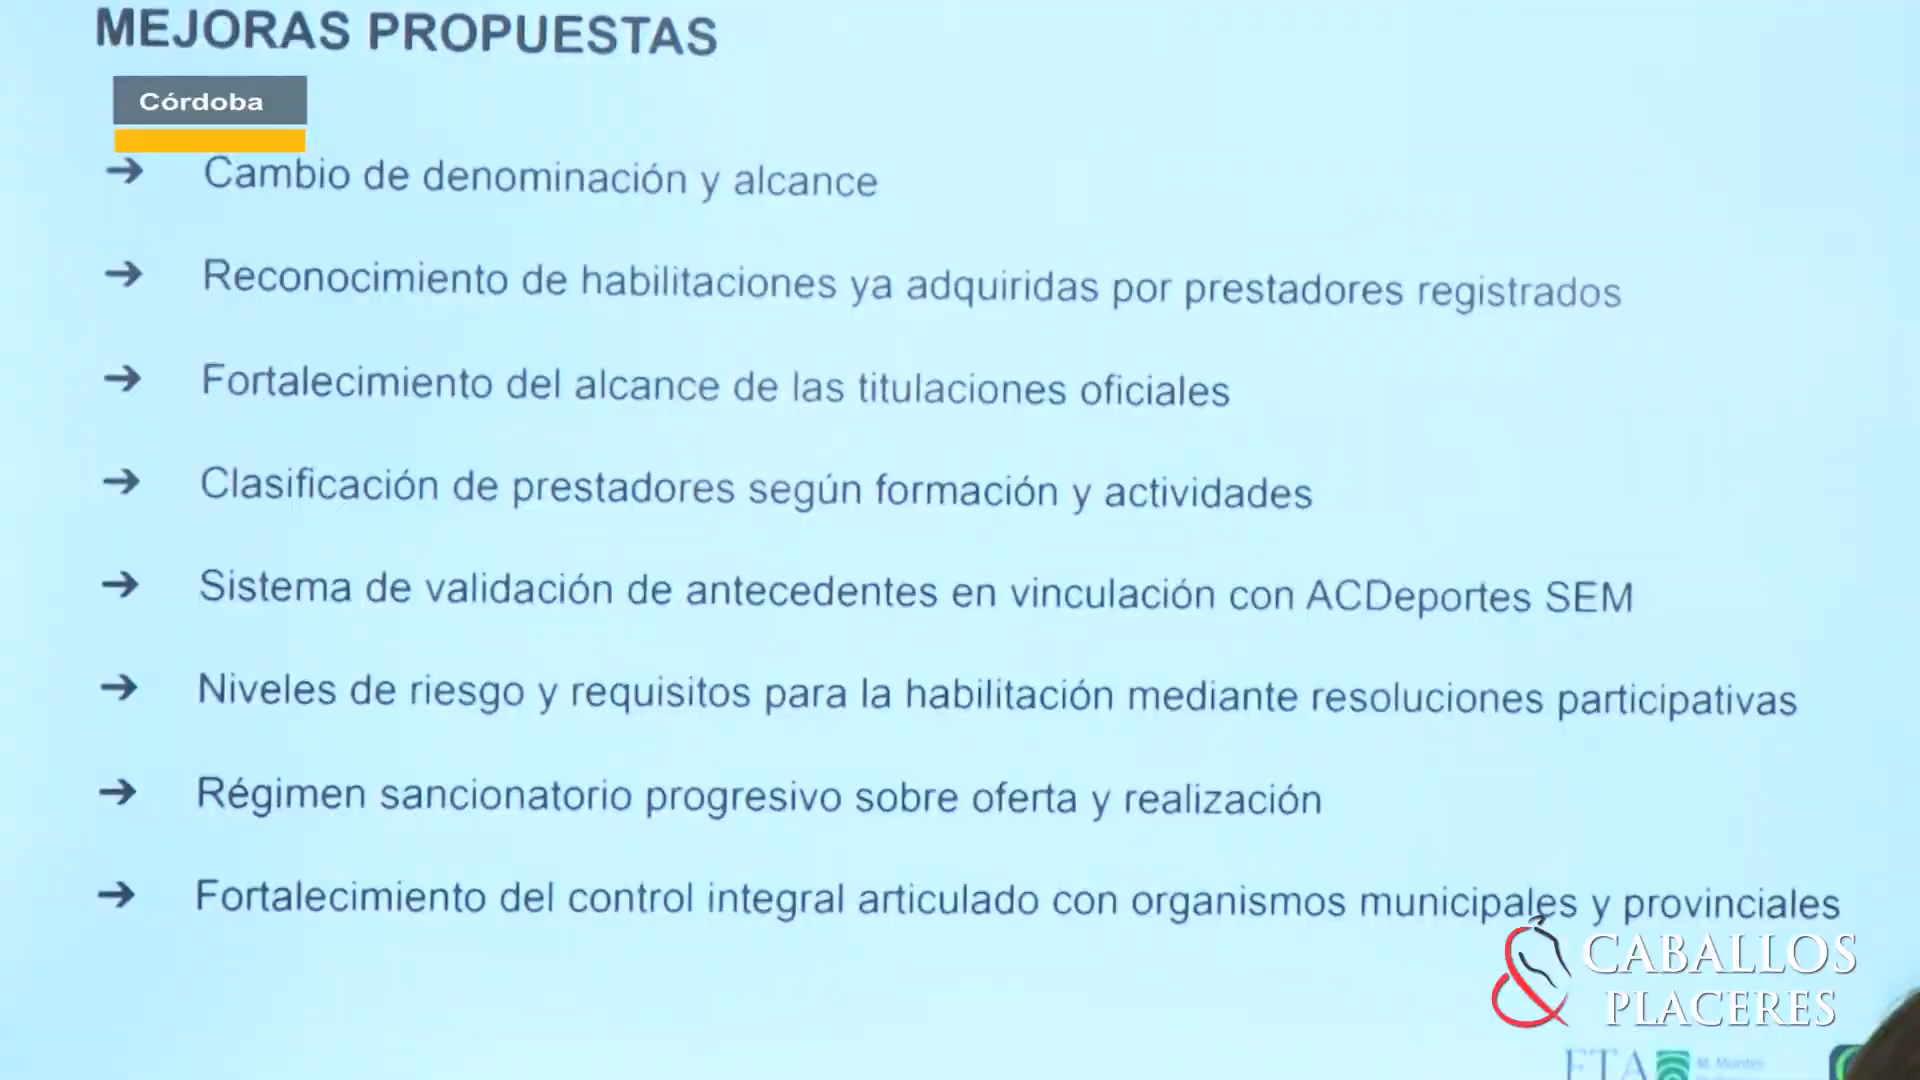 MEJORAS PROPUESTAS
Córdoba
➔ Cambio de denominación y alcance
➔ Reconocimiento de habilitaciones ya adquiridas por prestadores registrados
➔ Fortalecimiento del alcance de las titulaciones oficiales
➔ Clasificación de prestadores según formación y actividades
➔ Sistema de validación de antecedentes en vinculación con ACDeportes SEM
➔ Niveles de riesgo y requisitos para la habilitación mediante resoluciones participativas
➔ Régimen sancionatorio progresivo sobre oferta y realización
➔ Fortalecimiento del control integral articulado con organismos municipales y provinciales
CABALLOS
& PLACERES